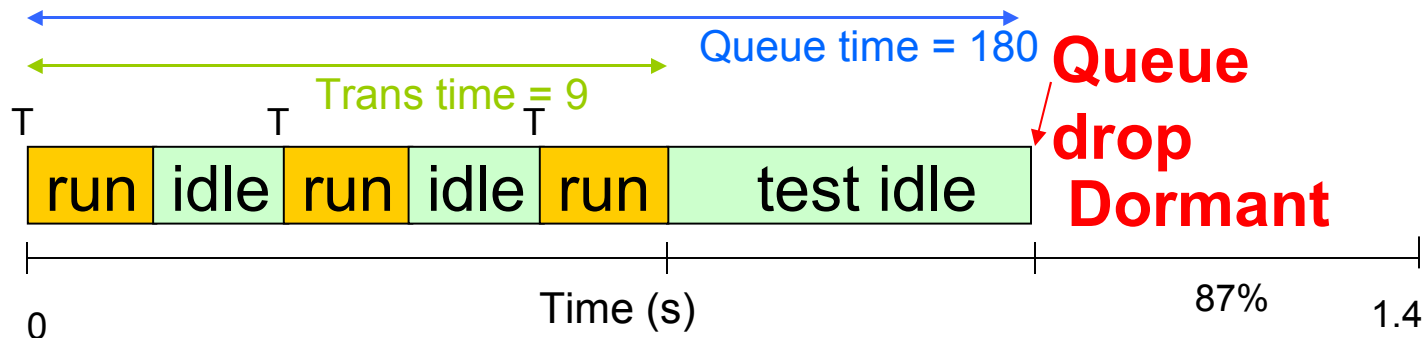 Queue time = 180
Trans time = 9
Queue
drop
Dormant
T T T
run idle run idle run test idle
0 Time (s) 87% 1.4